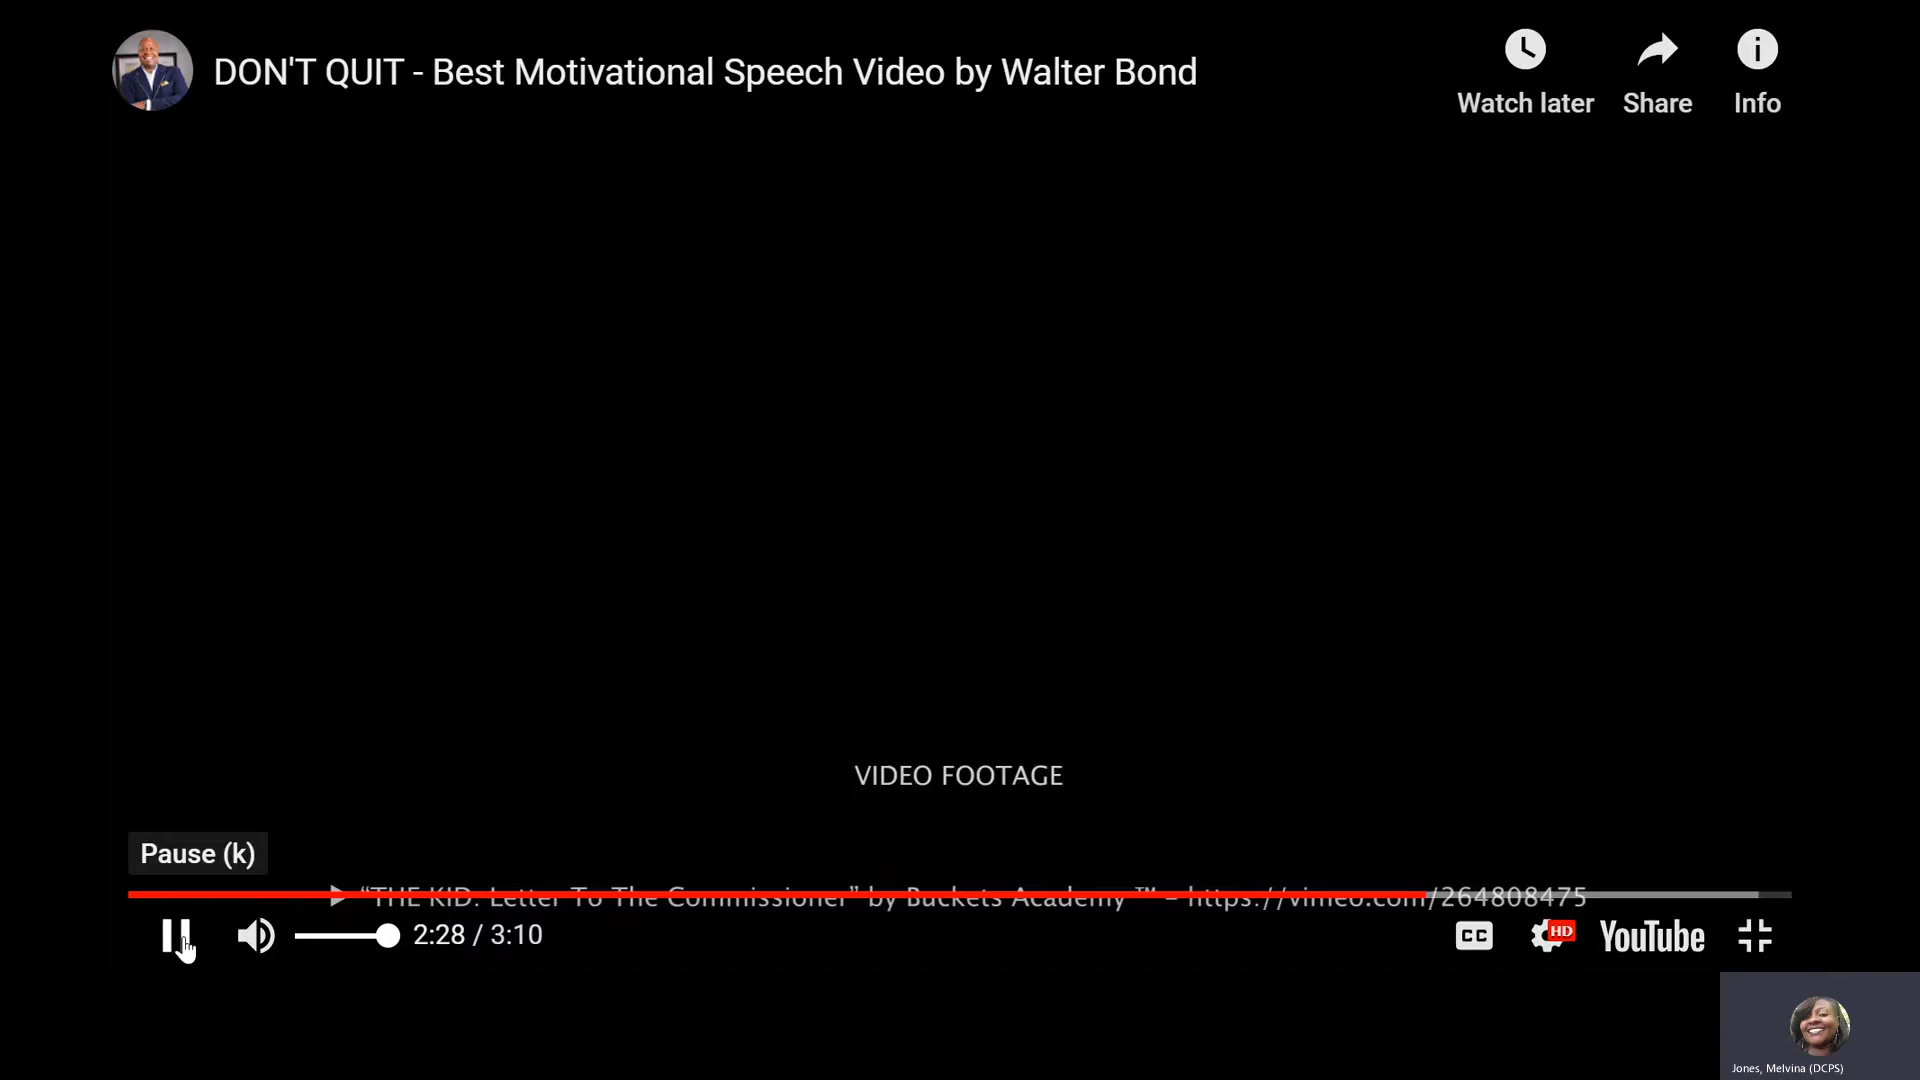 DON'T QUIT - Best Motivational Speech Video by Walter Bond
Watch later
Share
Info
VIDEO FOOTAGE
Pause (k)
► “THE KID: Letter To The Commissioner” by Buckets Academy ™ – https://vimeo.com/264808475
2:28 / 3:10
CC
HD
YouTube
Jones, Melvina (DCPS)